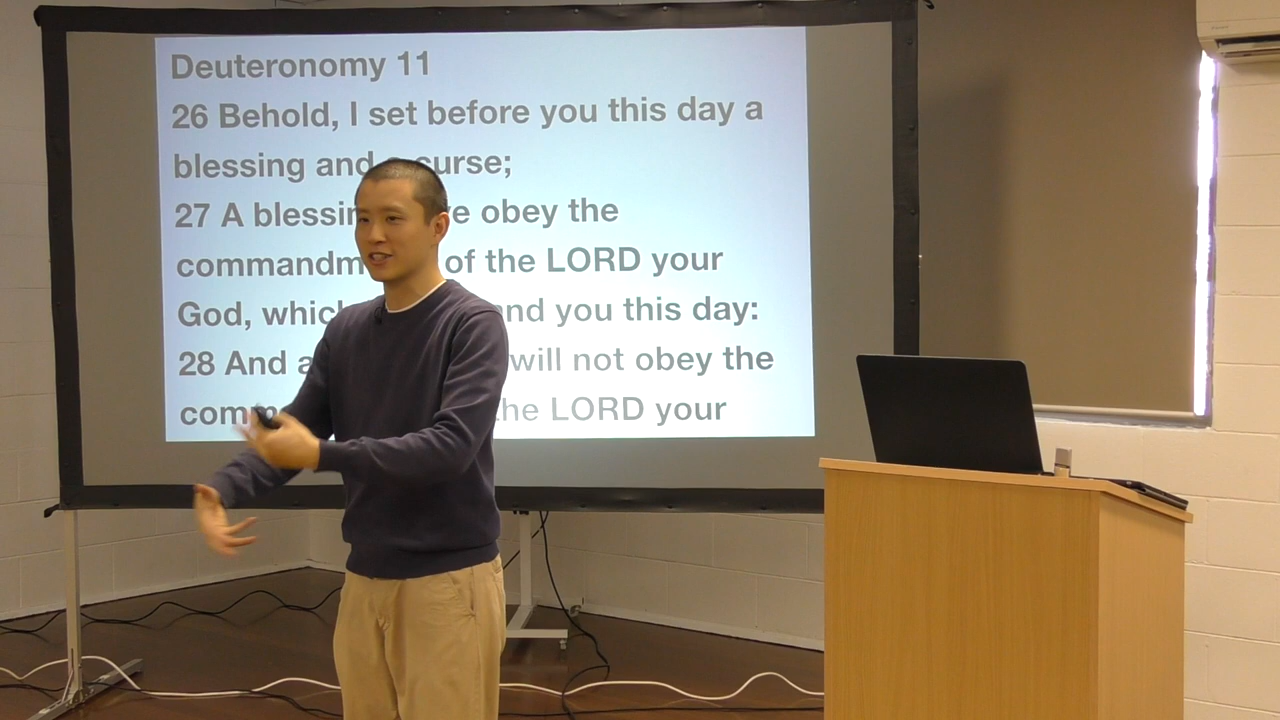 Deuteronomy 11
26 Behold, I set before you this day a
blessing and a curse;
27 A blessin ye obey the
commandm of the LORD your
God, which and you this day:
28 And a will not obey the
comm the LORD your